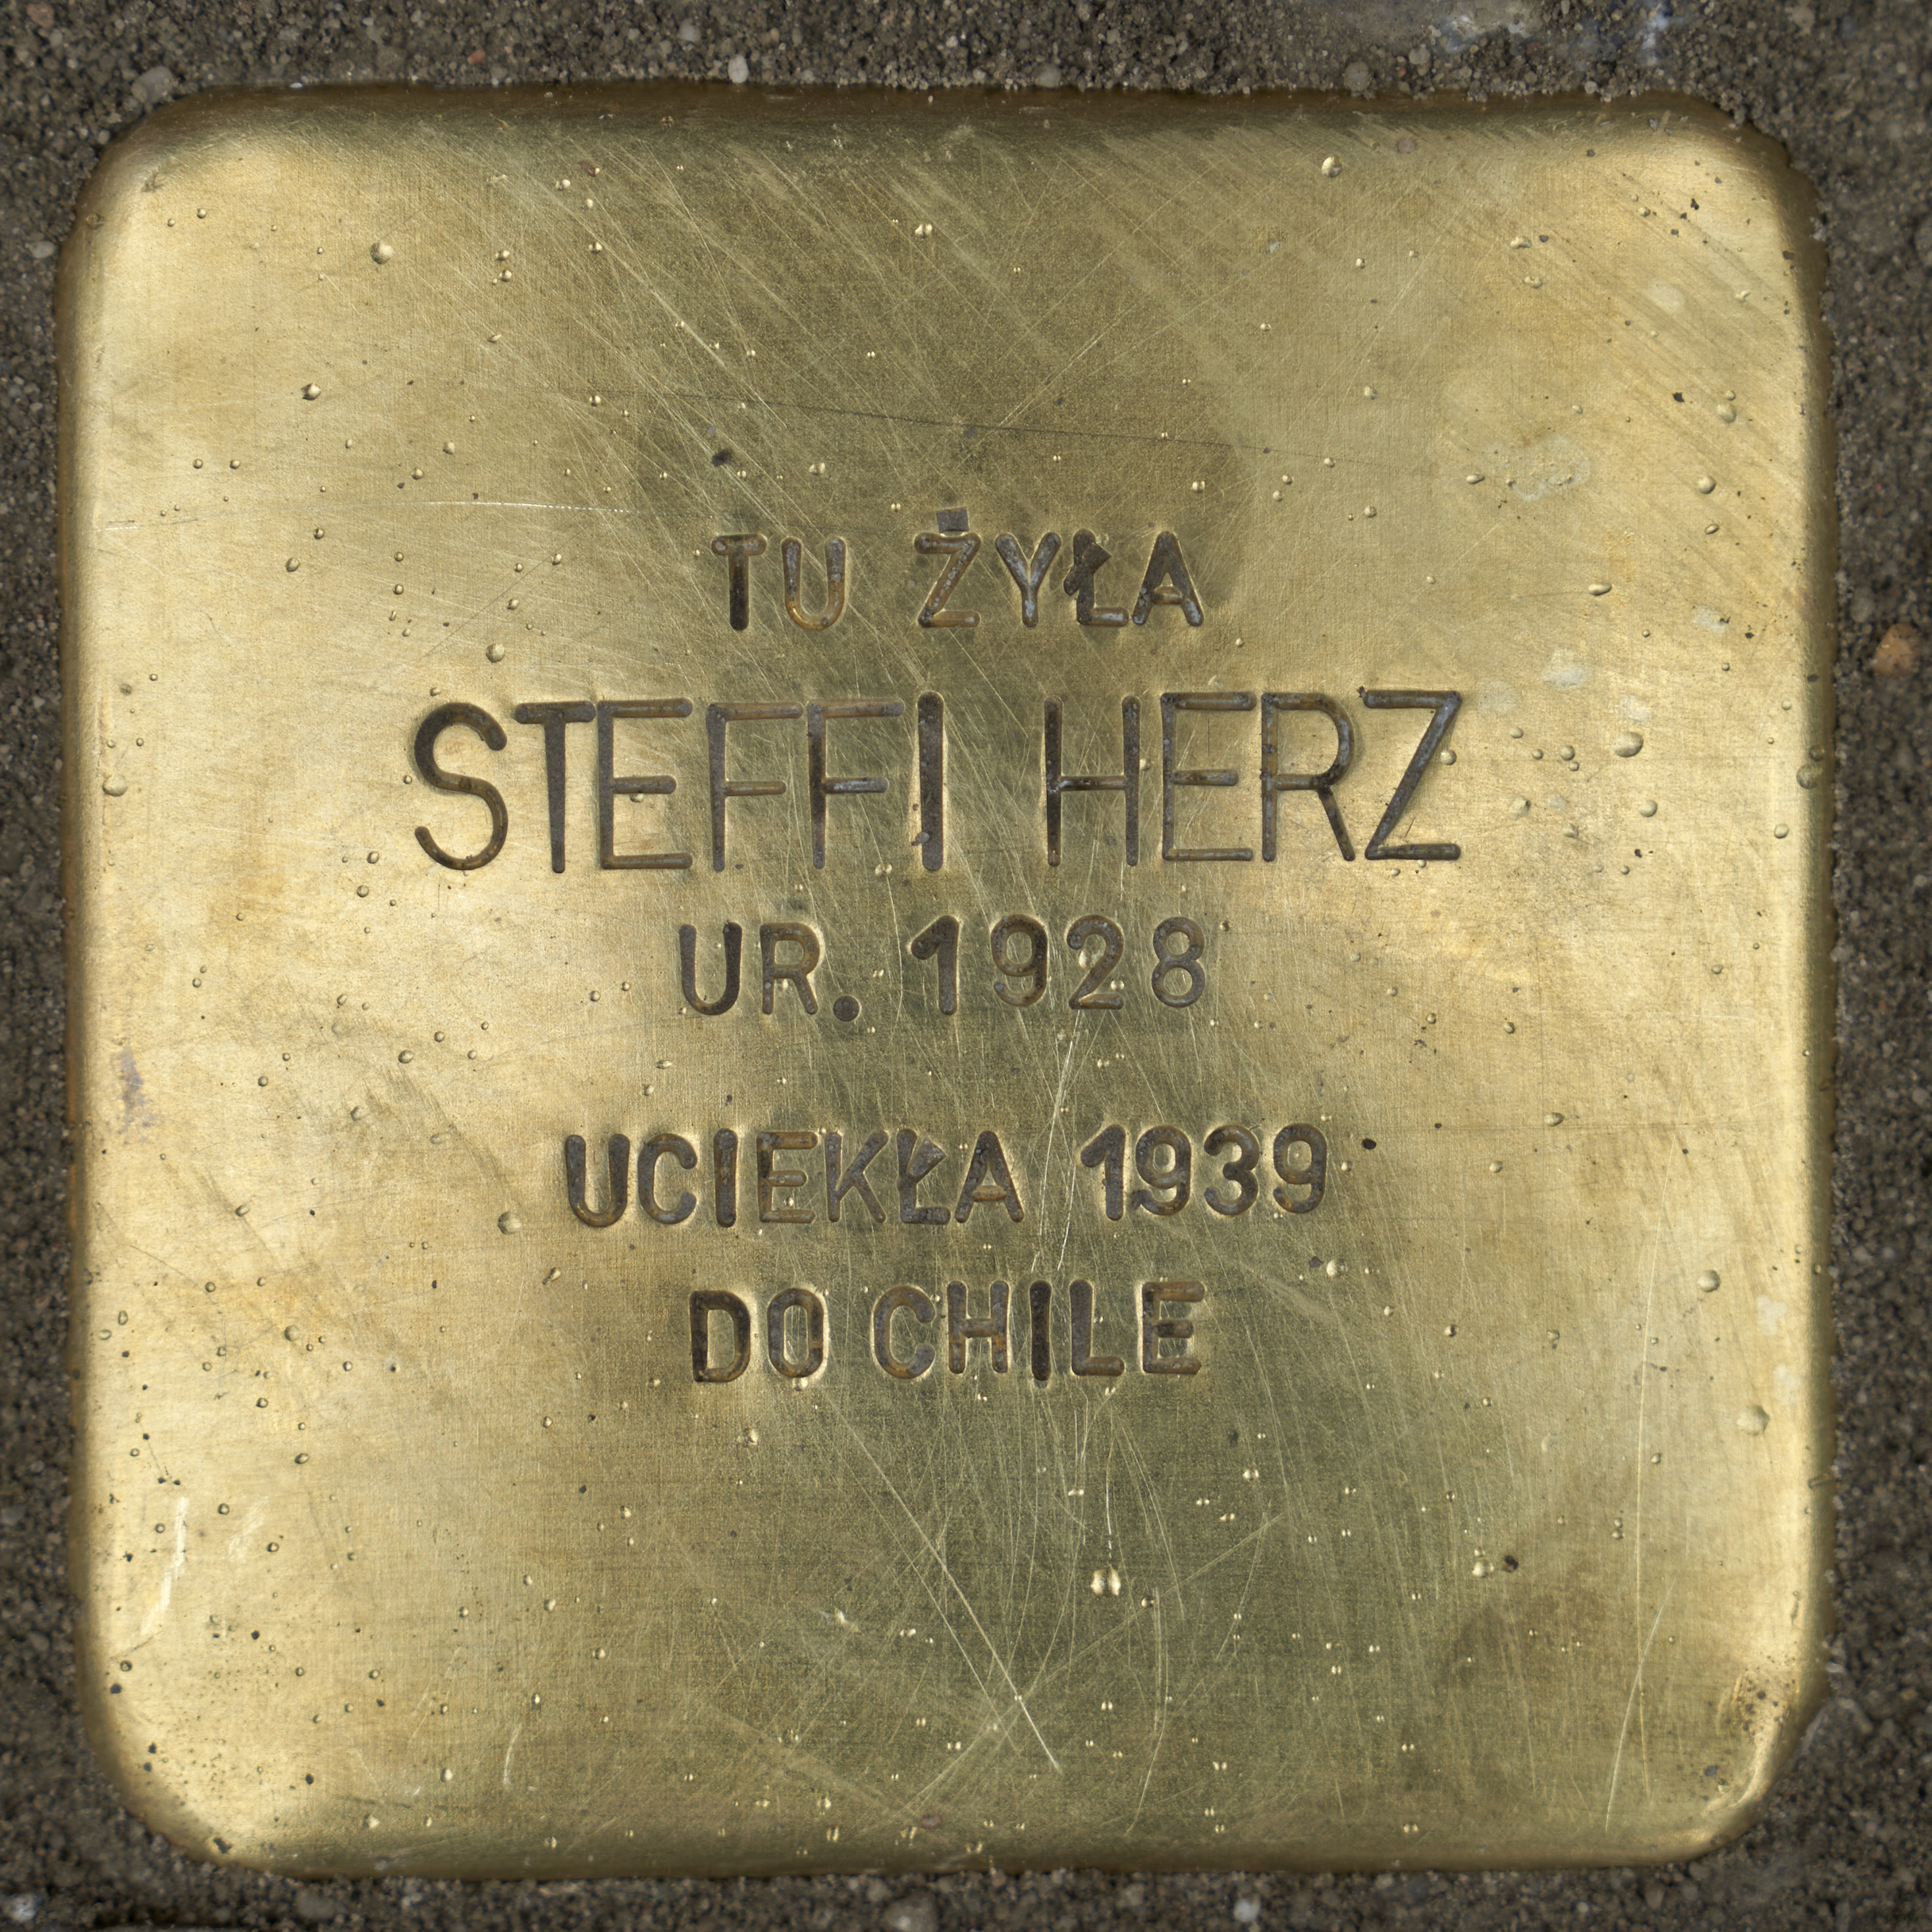 TU ŻYŁA
STEFFI HERZ
UR. 1928
UCIEKŁA 1939
DO CHILE